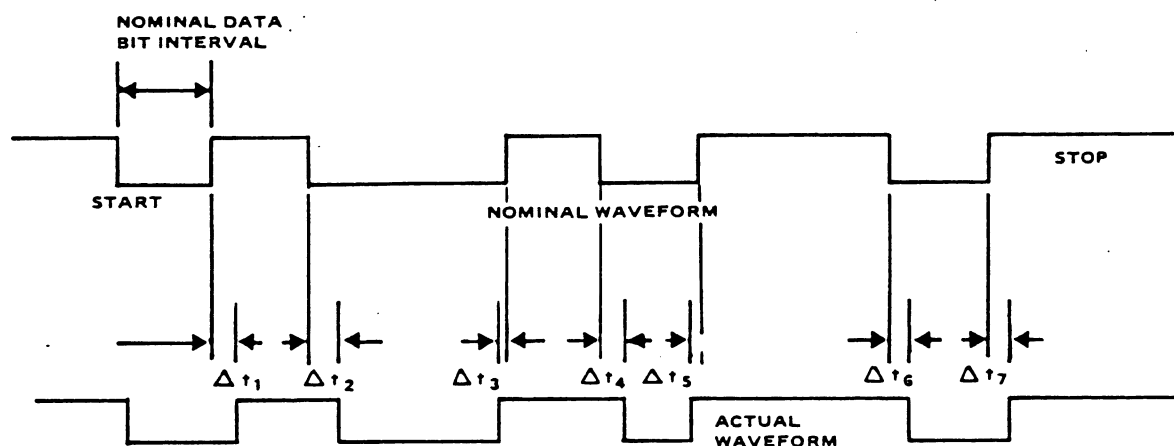 NOMINAL DATA
BIT INTERVAL
START
STOP
NOMINAL WAVEFORM
Δt₁
Δt₂
Δt₃
Δt₄
Δt₅
Δt₆
Δt₇
ACTUAL
WAVEFORM